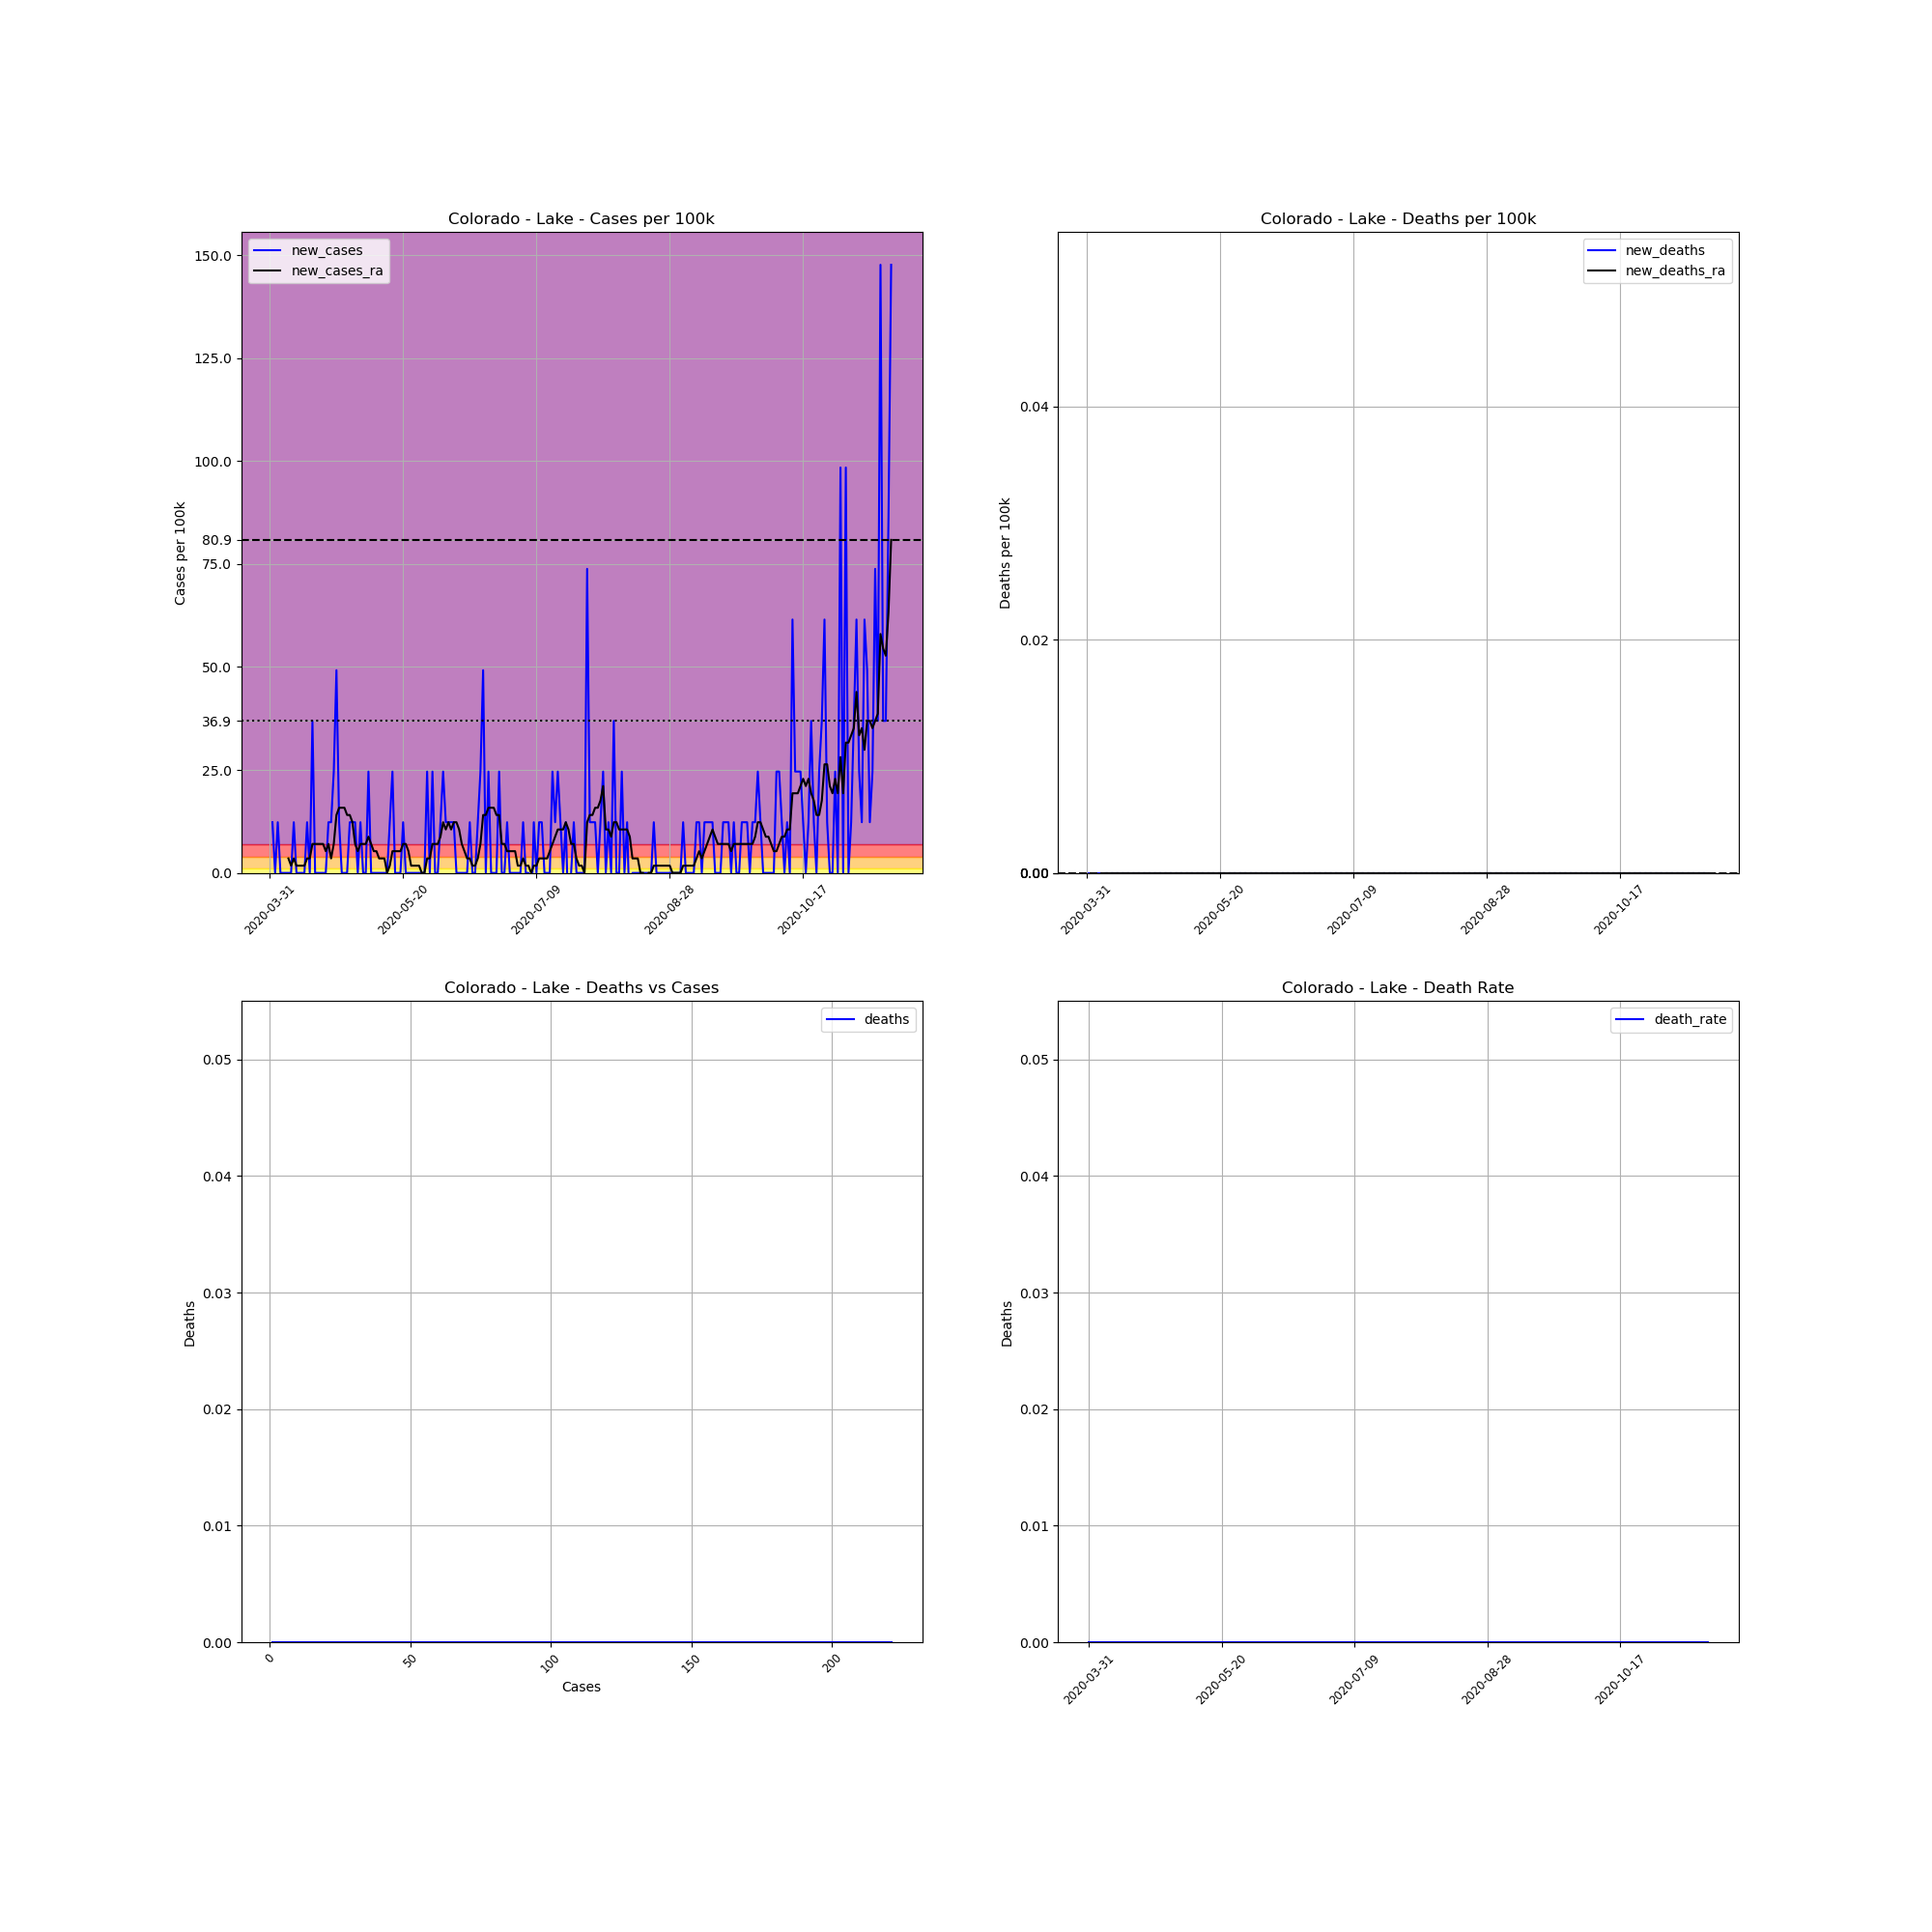 Colorado - Lake - Cases per 100k
new_cases
new_cases_ra
150.0
125.0
100.0
80.9
75.0
50.0
36.9
25.0
0.0
Cases per 100k
2020-03-31
2020-05-20
2020-07-09
2020-08-28
2020-10-17
Colorado - Lake - Deaths per 100k
new_deaths
new_deaths_ra
0.04
0.02
0.00
Deaths per 100k
2020-03-31
2020-05-20
2020-07-09
2020-08-28
2020-10-17
Colorado - Lake - Deaths vs Cases
deaths
0.05
0.04
0.03
0.02
0.01
0.00
Deaths
0
50
100
150
200
Cases
Colorado - Lake - Death Rate
death_rate
0.05
0.04
0.03
0.02
0.01
0.00
Deaths
2020-03-31
2020-05-20
2020-07-09
2020-08-28
2020-10-17